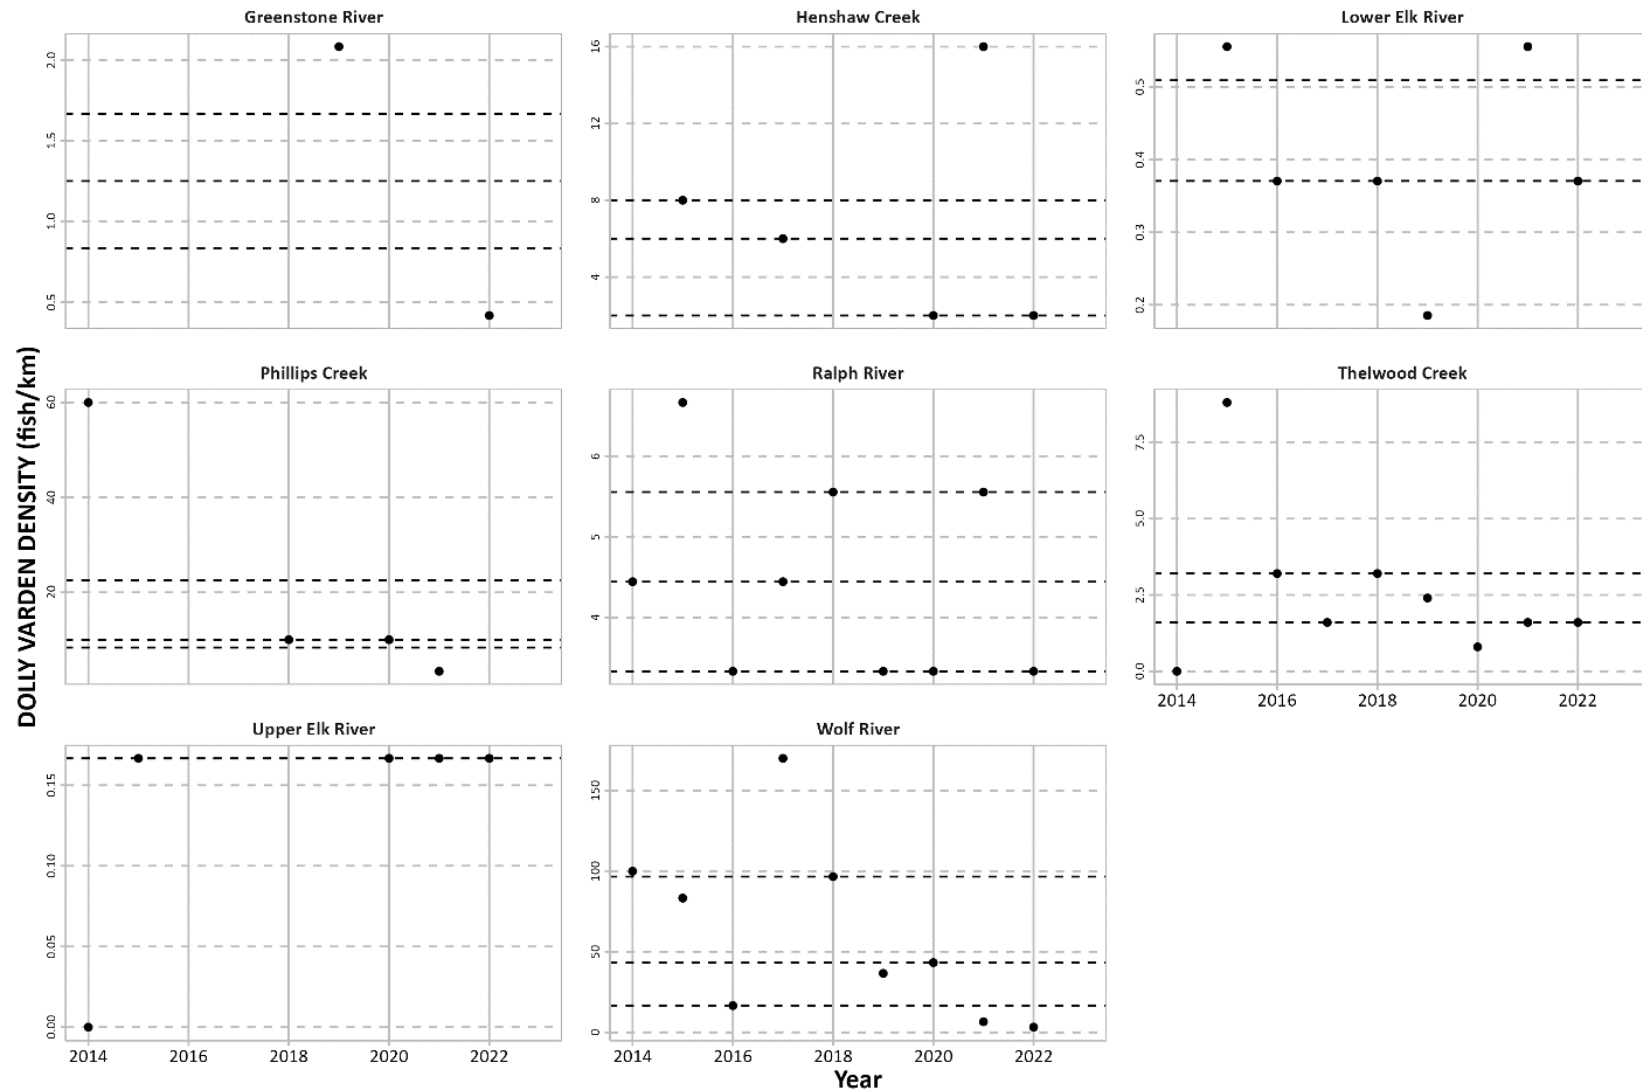 Greenstone River
Henshaw Creek
Lower Elk River
2.0
1.5
1.0
0.5
16
12
8
4
0.5
0.4
0.3
0.2
DOLLY VARDEN DENSITY (fish/km)
Phillips Creek
Ralph River
Thelwood Creek
60
40
20
6
5
4
7.5
5.0
2.5
0.0
2014 2016 2018 2020 2022
Upper Elk River
Wolf River
0.15
0.10
0.05
0.00
150
100
50
0
2014 2016 2018 2020 2022
2014 2016 2018 2020 2022
Year